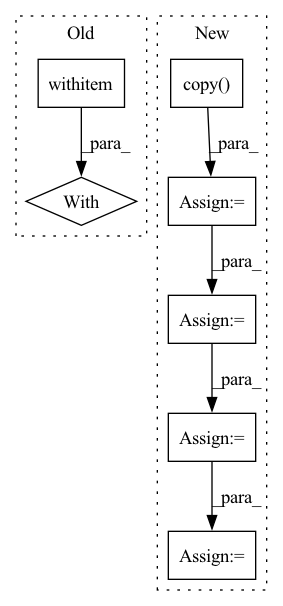 Old
New
withitem
copy()
_para_
_para_
With
Assign:=
_para_
Assign:=
_para_
Assign:=
_para_
Assign:=